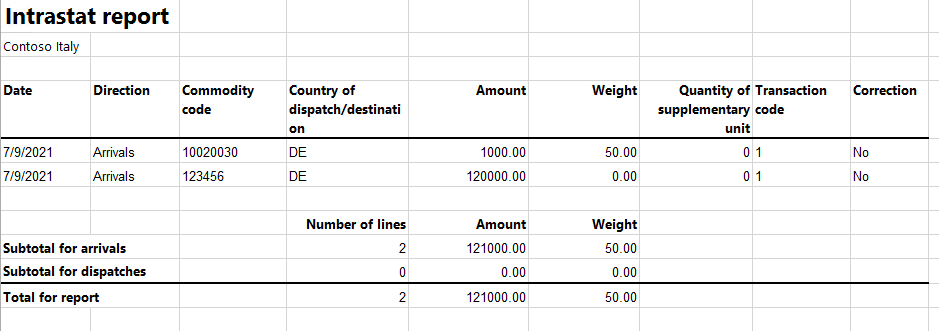 Intrastat report
Contoso Italy
Date Direction Commodity code Country of dispatch/destinati on Amount Weight Quantity of supplementary unit Transaction code Correction
7/9/2021 Arrivals 10020030 DE 1000.00 50.00 0 1 No
7/9/2021 Arrivals 123456 DE 120000.00 0.00 0 1 No
Number of lines Amount Weight
Subtotal for arrivals 2 121000.00 50.00
Subtotal for dispatches 0 0.00 0.00
Total for report 2 121000.00 50.00